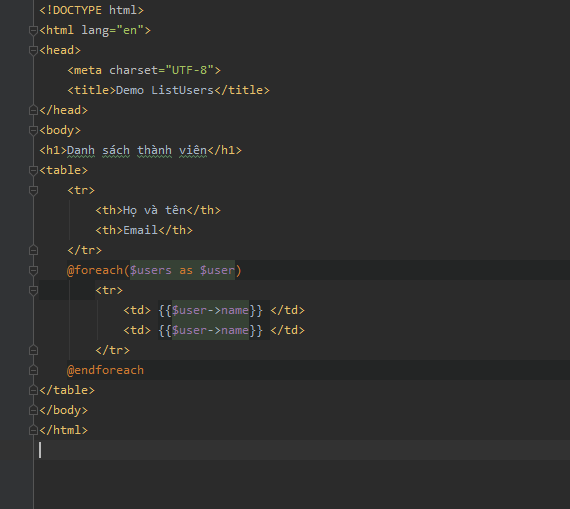 <!DOCTYPE html>
<html lang="en">
<head>
    <meta charset="UTF-8">
    <title>Demo ListUsers</title>
</head>
<body>
<h1>Danh sách thành viên</h1>
<table>
    <tr>
        <th>Họ và tên</th>
        <th>Email</th>
    </tr>
    @foreach($users as $user)
        <tr>
            <td> {{$user->name}} </td>
            <td> {{$user->name}} </td>
        </tr>
    @endforeach
</table>
</body>
</html>